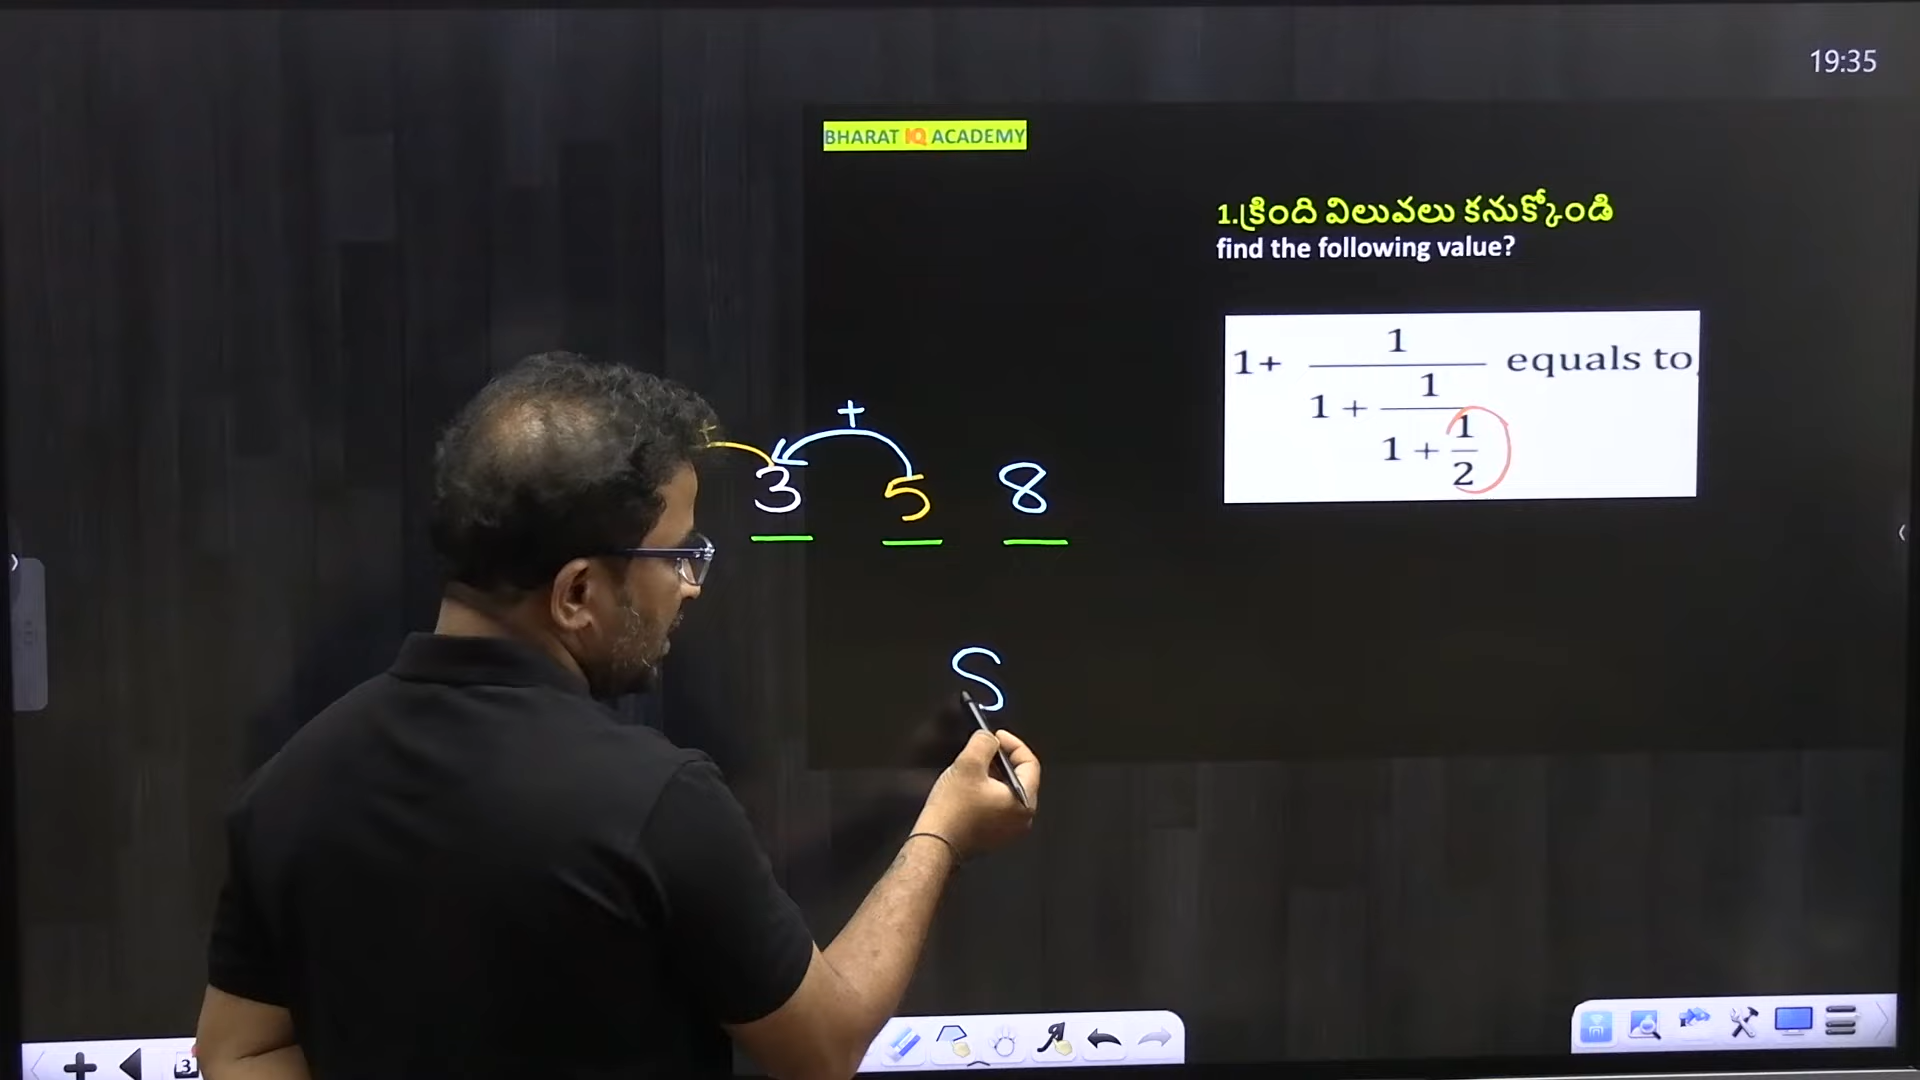 19:35
BHARAT IQ ACADEMY
1.క్రింది విలువలు కనుక్కోండి
find the following value?
1+ 1
equals to
1 + 1
1 + 1
2
+
3 5 8
3